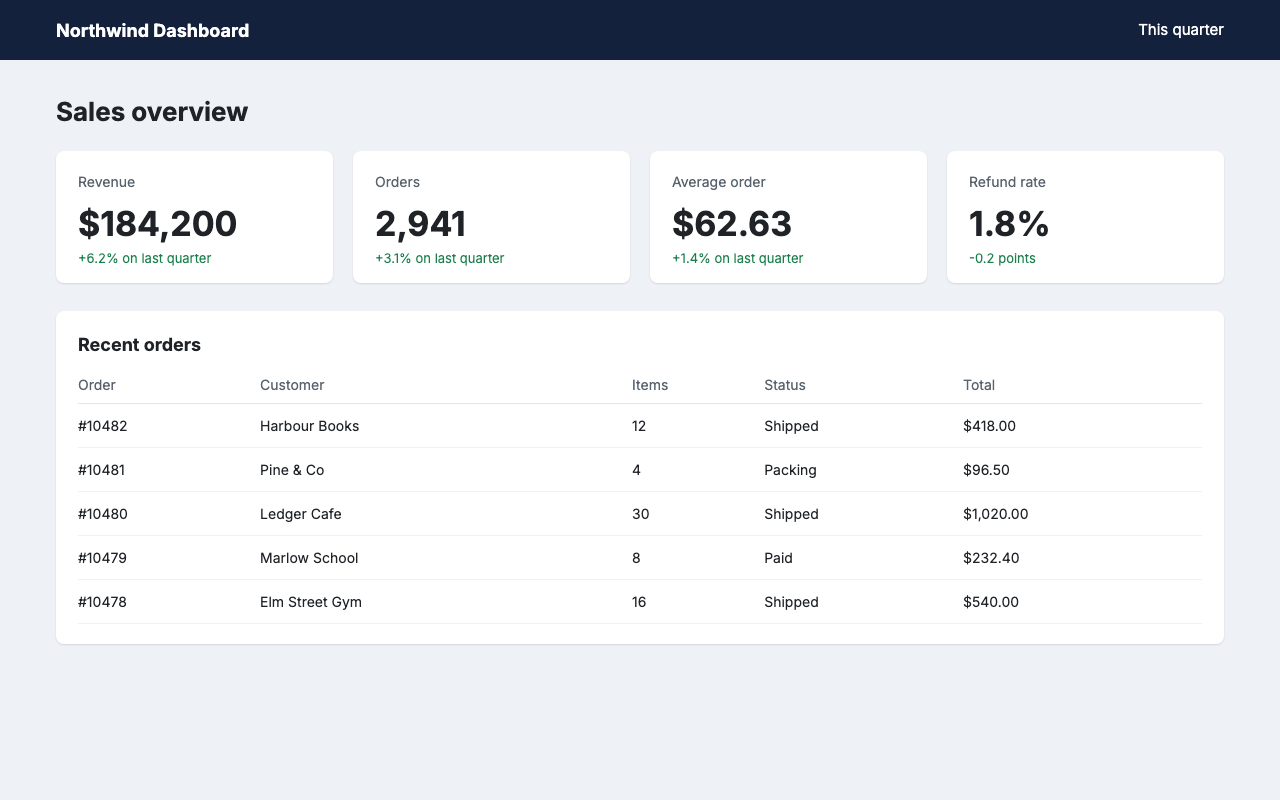 Northwind Dashboard
This quarter
Sales overview
Revenue
$184,200
+6.2% on last quarter
Orders
2,941
+3.1% on last quarter
Average order
$62.63
+1.4% on last quarter
Refund rate
1.8%
-0.2 points
Recent orders
Order Customer Items Status Total
#10482 Harbour Books 12 Shipped $418.00
#10481 Pine & Co 4 Packing $96.50
#10480 Ledger Cafe 30 Shipped $1,020.00
#10479 Marlow School 8 Paid $232.40
#10478 Elm Street Gym 16 Shipped $540.00